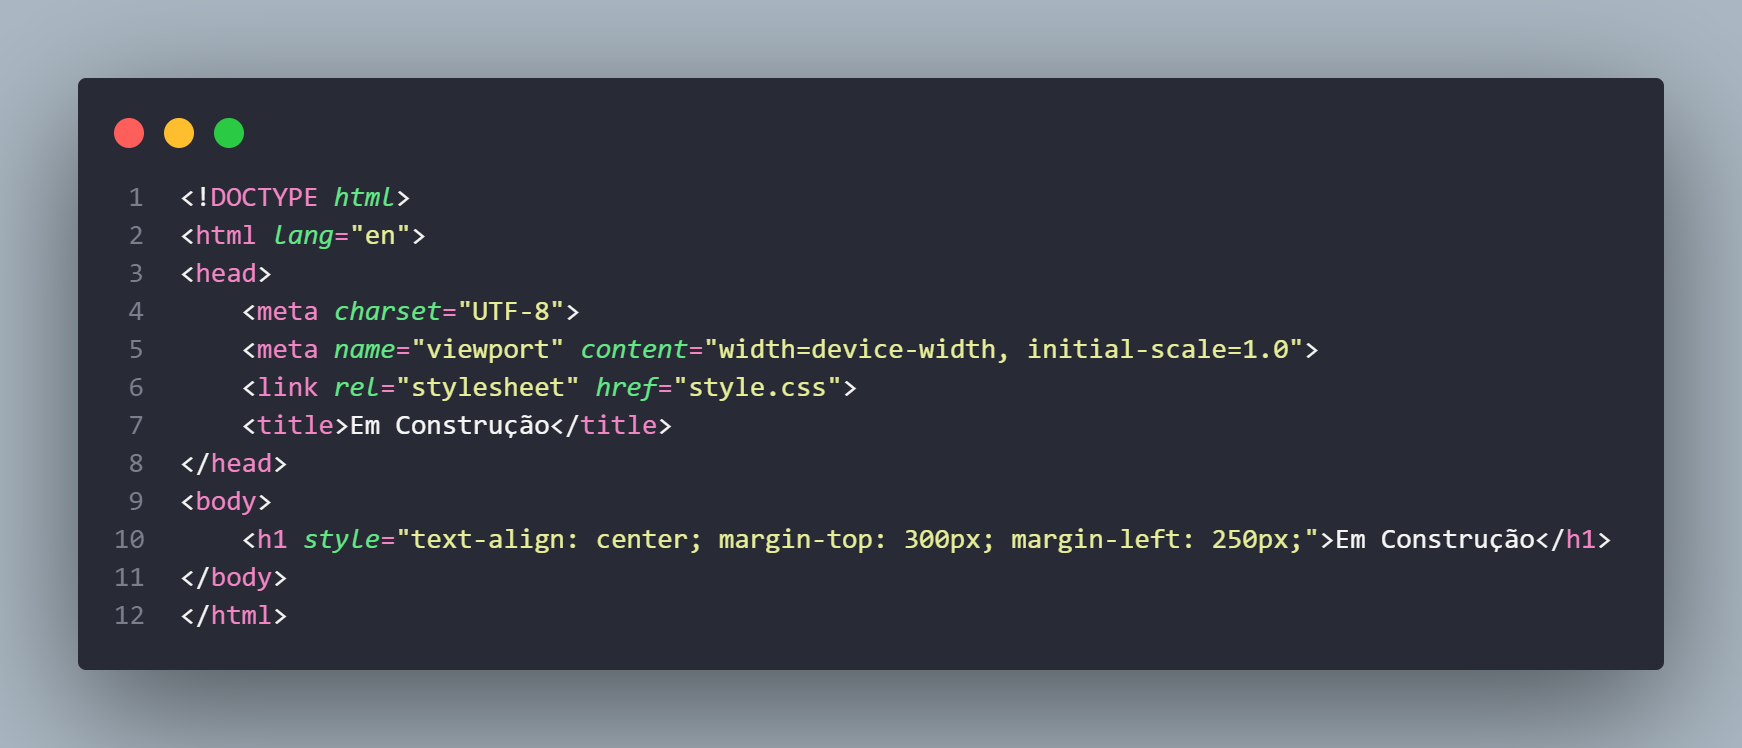 1 <!DOCTYPE html>
2 <html lang="en">
3 <head>
4     <meta charset="UTF-8">
5     <meta name="viewport" content="width=device-width, initial-scale=1.0">
6     <link rel="stylesheet" href="style.css">
7     <title>Em Construção</title>
8 </head>
9 <body>
10     <h1 style="text-align: center; margin-top: 300px; margin-left: 250px;">Em Construção</h1>
11 </body>
12 </html>